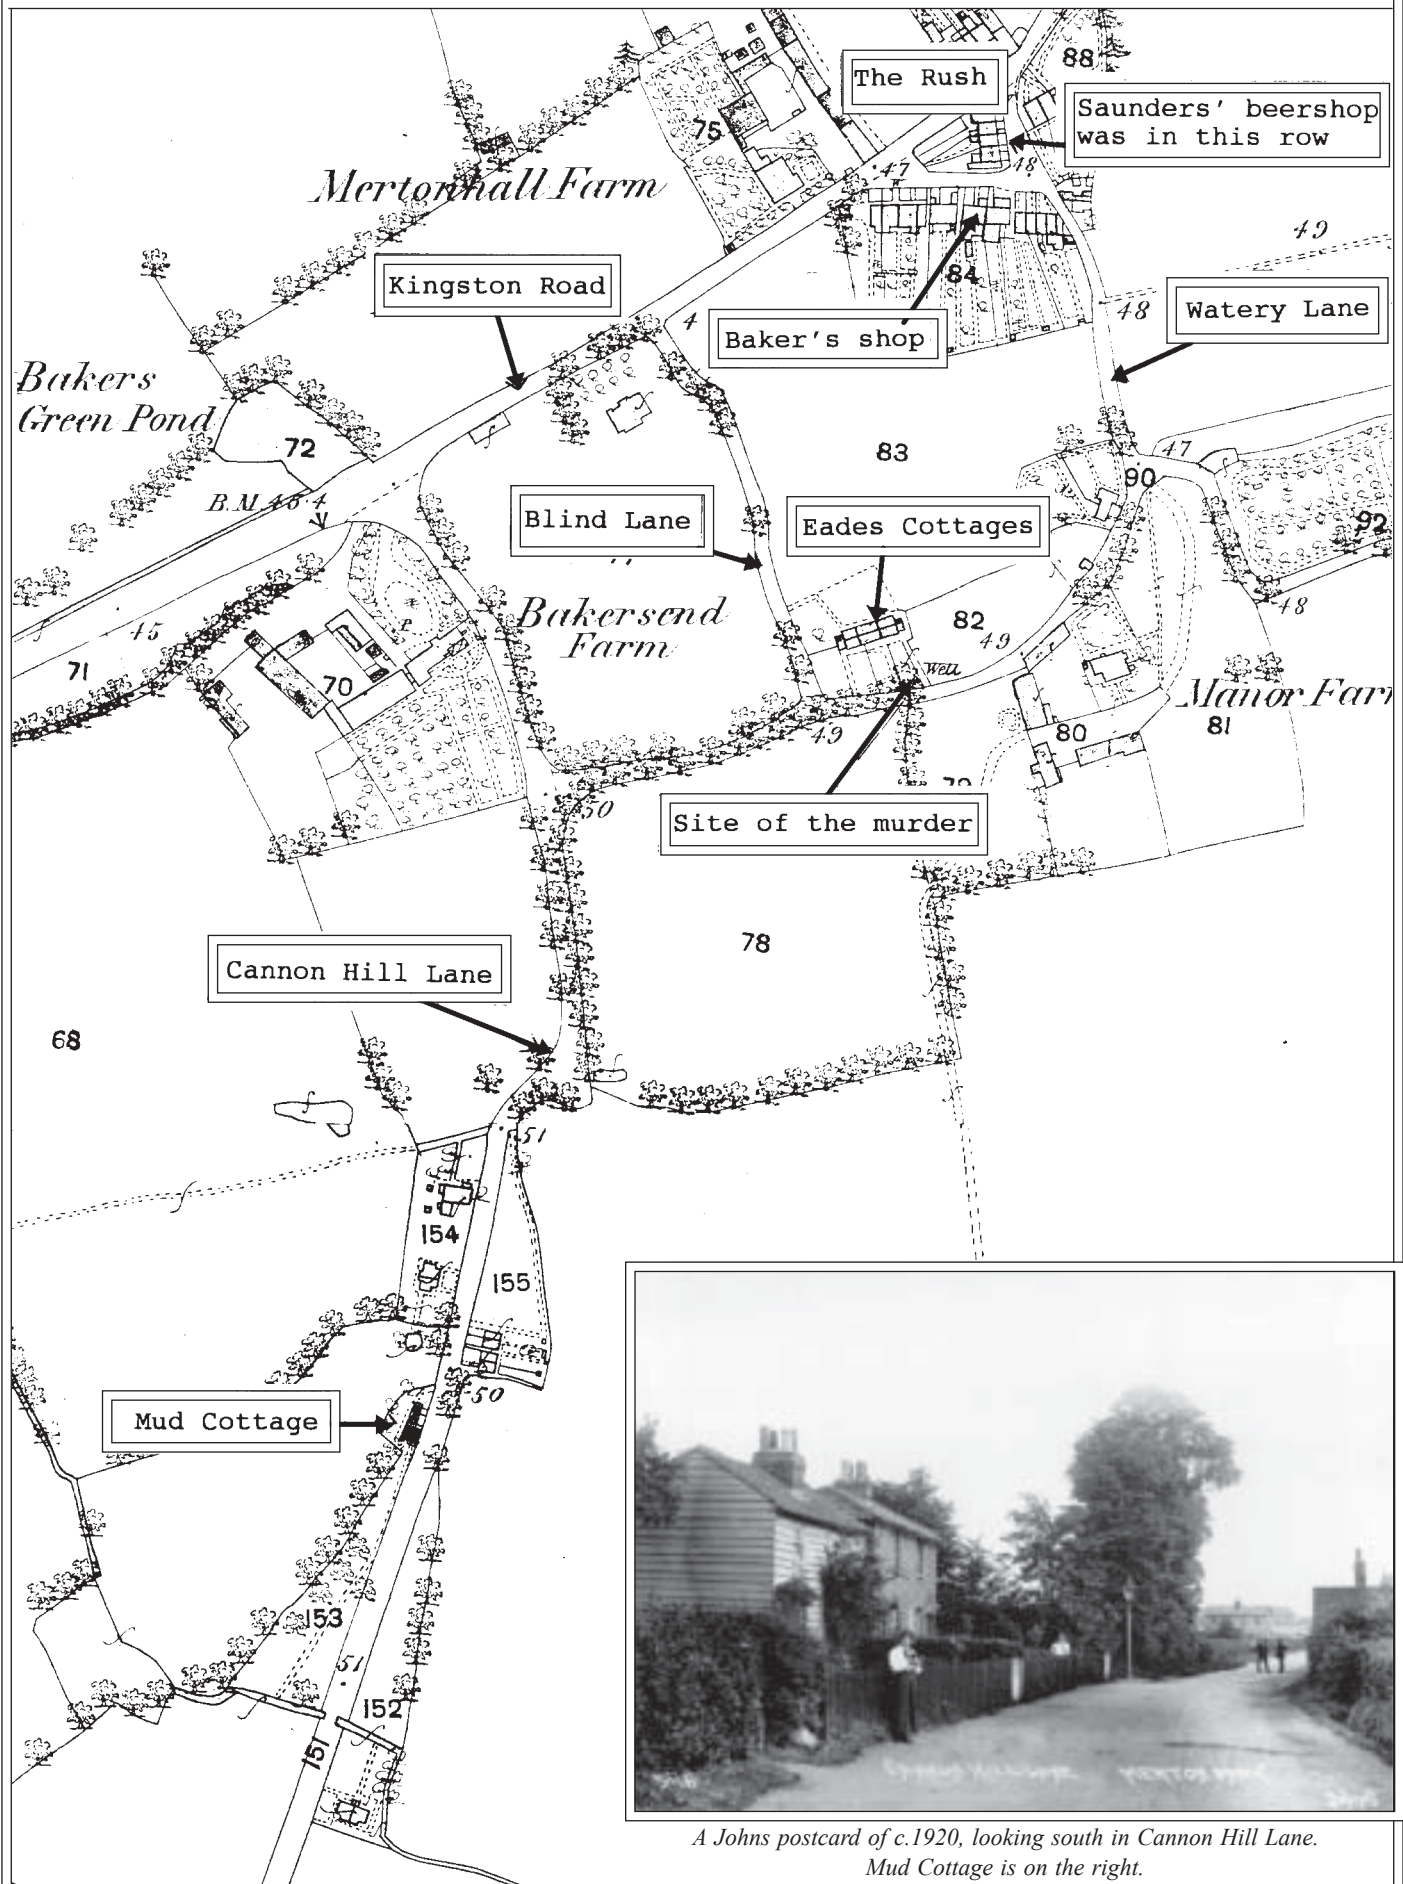 The Rush
88
Saunders' beershop
was in this row
75
47
48
Mertonhall Farm
49
Kingston Road
84
4
48
Watery Lane
Baker's shop
Bakers
Green Pond
72
83
47
90
B.M. 45.4
Blind Lane
Eades Cottages
92
48
45
Bakersend
Farm
82
49
Well
71
70
Manor Far
81
80
49
79
50
Site of the murder
78
Cannon Hill Lane
68
51
154
155
50
Mud Cottage
153
51
152
151
A Johns postcard of c.1920, looking south in Cannon Hill Lane.
Mud Cottage is on the right.